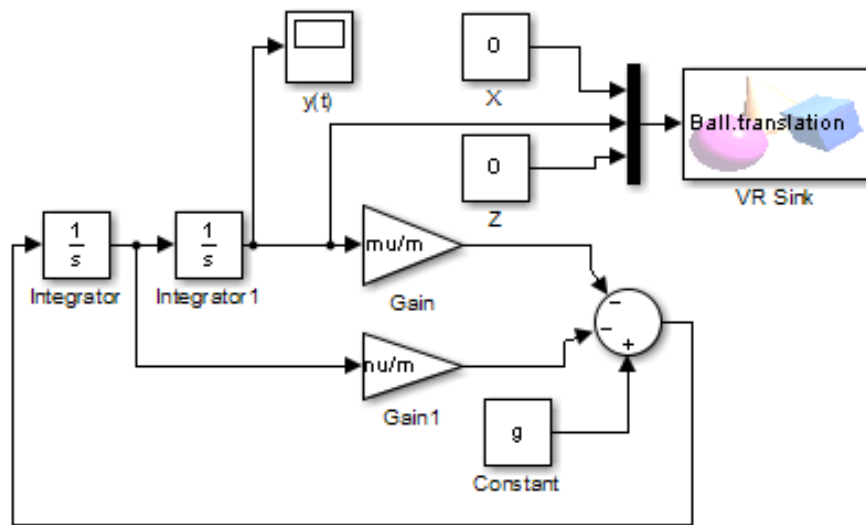 y(t)
0
X
0
Z
Ball.translation
VR Sink
1
s
Integrator
1
s
Integrator1
mu/m
Gain
nu/m
Gain1
−
−
+
g
Constant